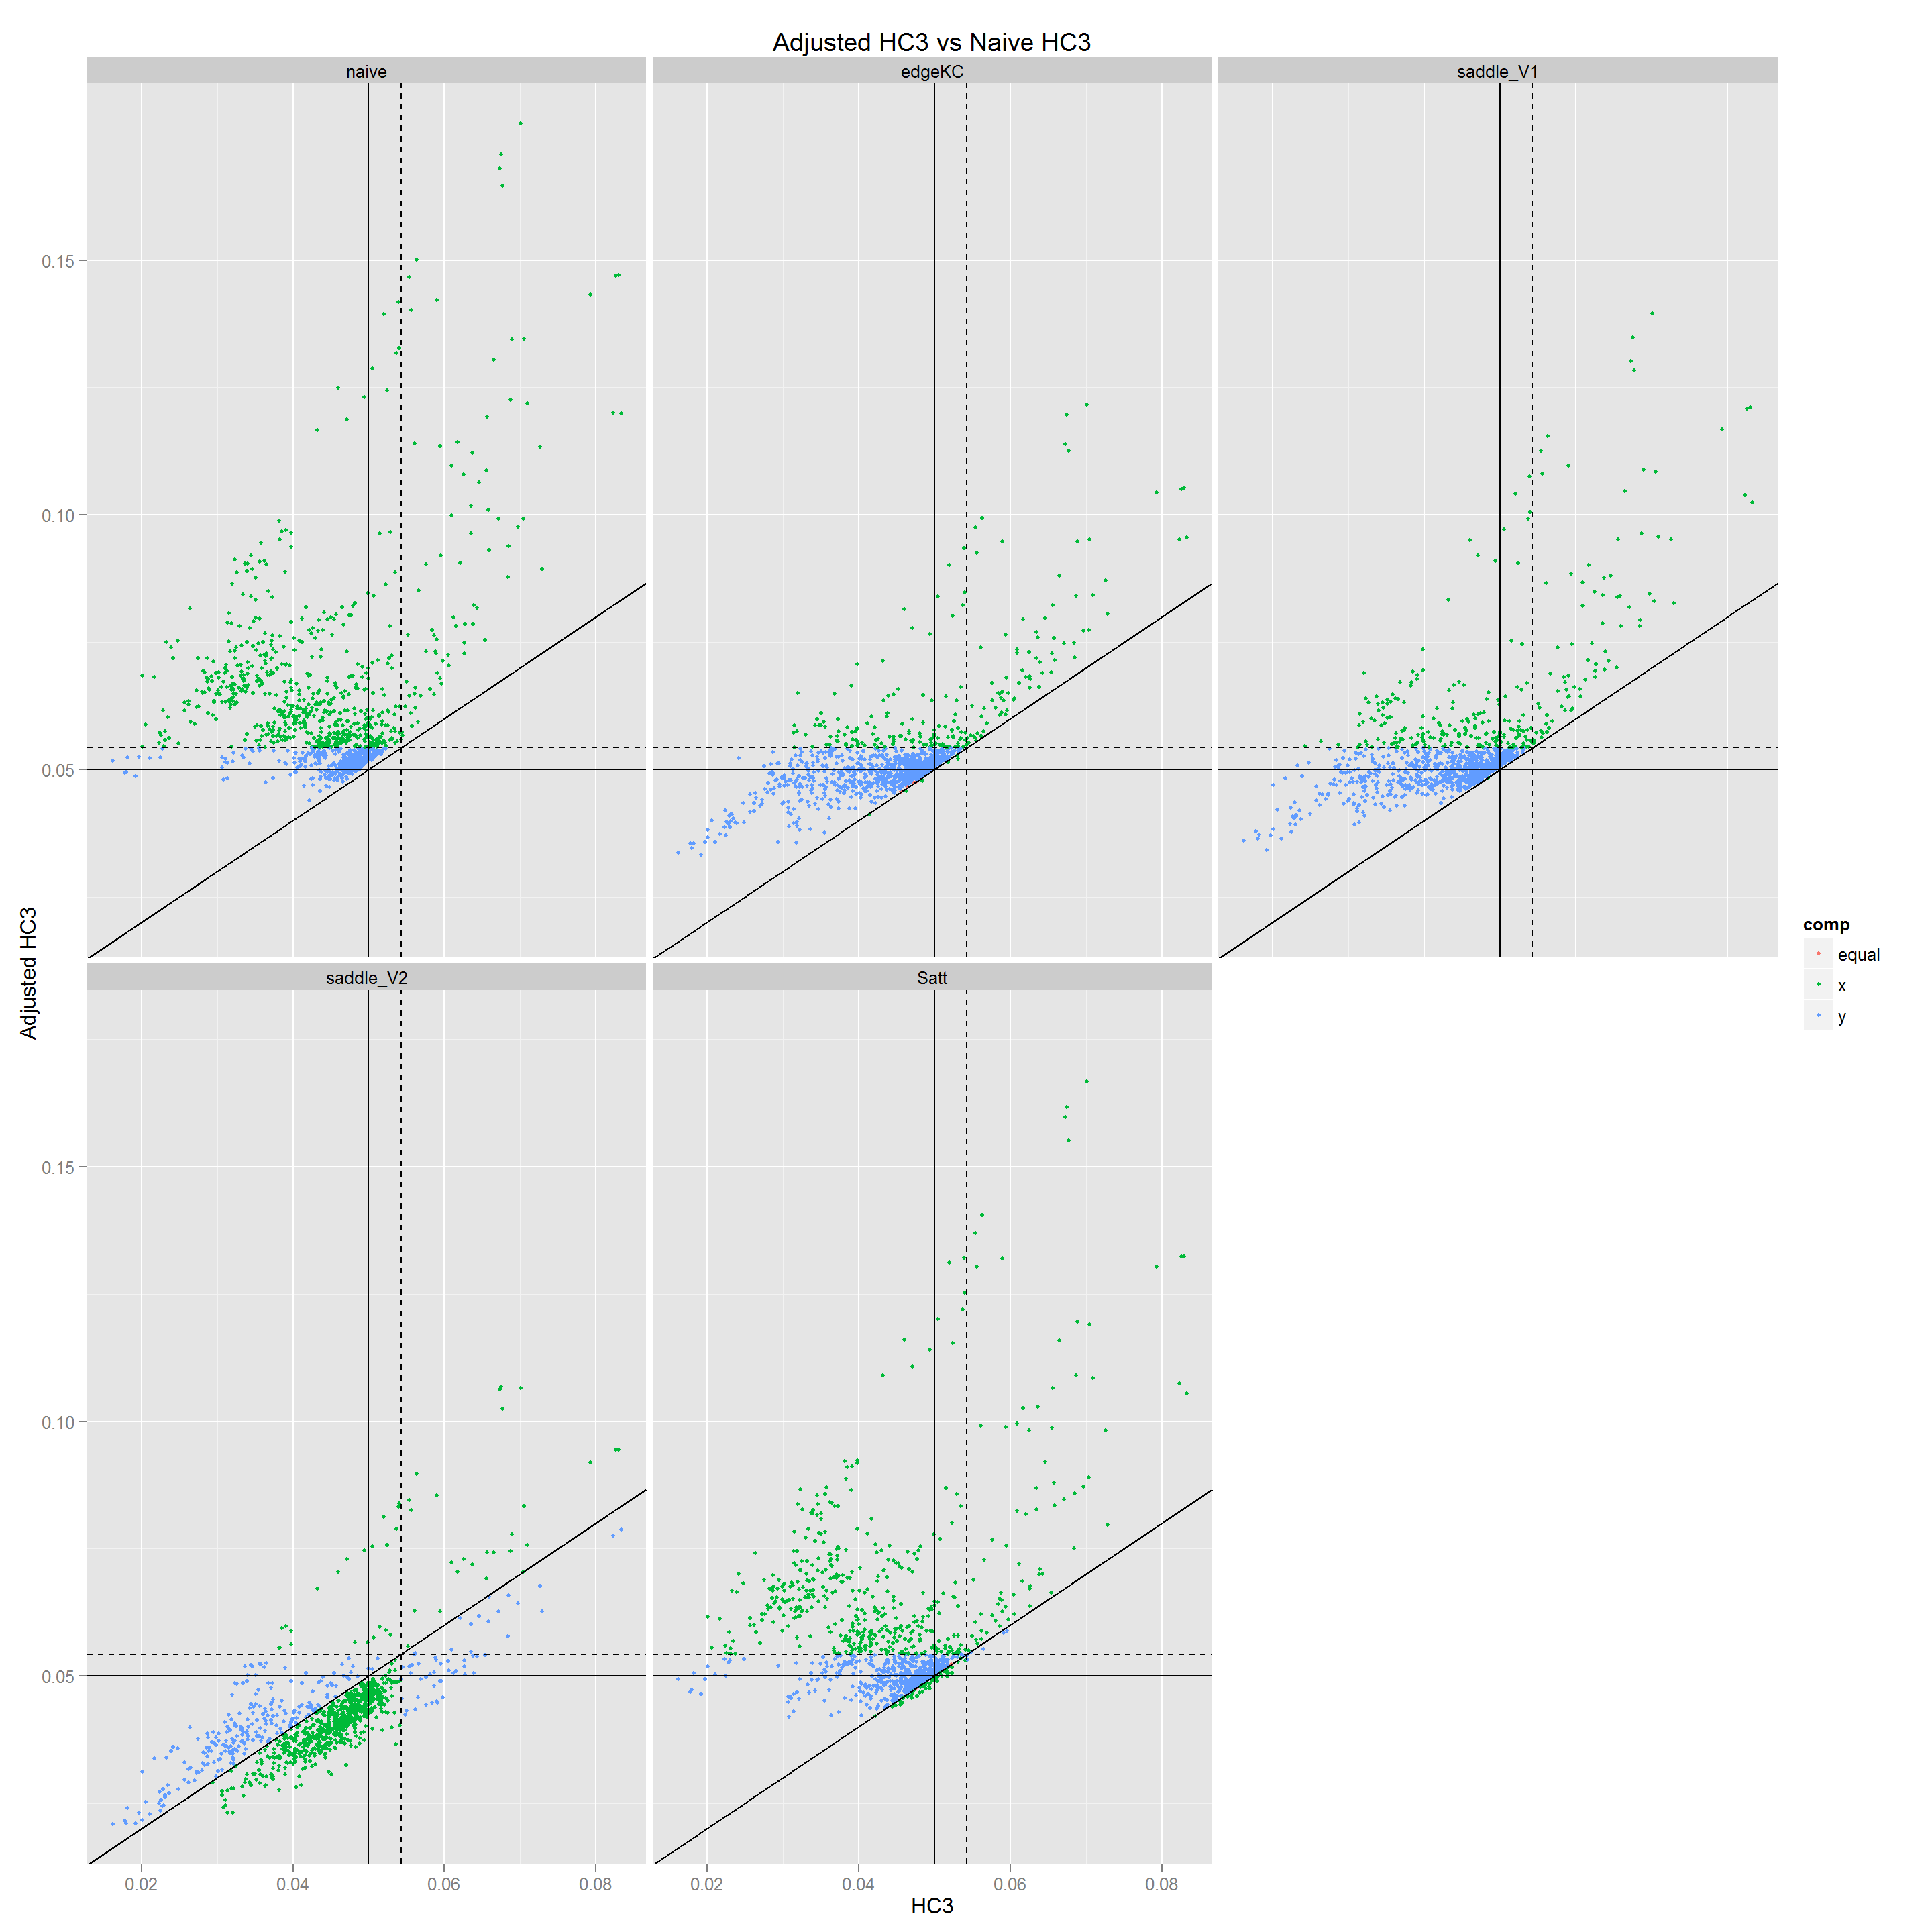 Adjusted HC3 vs Naive HC3
naive
edgeKC
saddle_V1
0.15
0.10
0.05
saddle_V2
Satt
0.15
0.10
0.05
0.02
0.04
0.06
0.08
0.02
0.04
0.06
0.08
HC3
Adjusted HC3
comp
equal
x
y